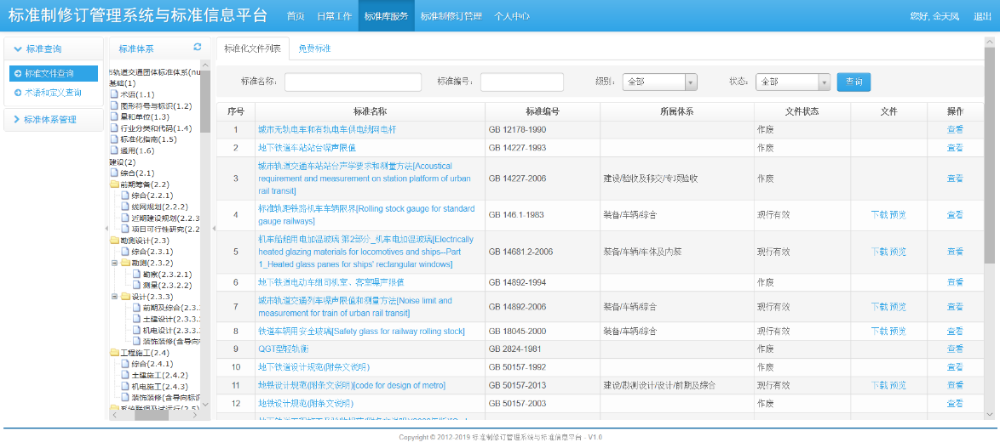 标准制修订管理系统与标准信息平台 首页 日常工作 标准库服务 标准制修订管理 个人中心 您好, 金天凤 退出
标准查询
标准文件查询
术语和定义查询
标准体系管理
标准体系
5轨道交通团体标准体系(nu
基础(1)
术语(1.1)
图形符号与标识(1.2)
量和单位(1.3)
行业分类和代码(1.4)
标准化指南(1.5)
通用(1.6)
建设(2)
综合(2.1)
前期筹备(2.2)
综合(2.2.1)
线网规划(2.2.2)
近期建设规划(2.2.3
项目可行性研究(2.2
勘测设计(2.3)
综合(2.3.1)
勘测(2.3.2)
勘察(2.3.2.1)
测量(2.3.2.2)
设计(2.3.3)
前期及综合(2.3.
土建设计(2.3.3.
机电设计(2.3.3.
装饰装修(含导向
工程施工(2.4)
综合(2.4.1)
土建施工(2.4.2)
机电施工(2.4.3)
装饰装修(含导向标识
系统联调及试运行(2.5)
标准化文件列表 免费标准
标准名称： 标准编号： 级别： 全部 状态： 全部 查询
序号 标准名称 标准编号 所属体系 文件状态 文件 操作
1 城市无轨电车和有轨电车供电线网电杆 GB 12178-1990 作废 查看
2 地下铁道车站站台噪声限值 GB 14227-1993 作废 查看
3 城市轨道交通车站站台声学要求和测量方法[Acoustical
requirement and measurement on station platform of urban
rail transit] GB 14227-2006 建设/验收及移交/专项验收 作废 查看
4 标准轨距铁路机车车辆限界[Rolling stock gauge for standard
gauge railways] GB 146.1-1983 装备/车辆/综合 现行有效 下载 预览 查看
5 机车船舶用电加温玻璃 第2部分_机车电加温玻璃[Electrically
heated glazing materials for locomotives and ships--Part
1_Heated glass panes for ships' rectangular windows] GB 14681.2-2006 装备/车辆/车体及内装 现行有效 下载 预览 查看
6 地下铁道电动车组司机室、客室噪声限值 GB 14892-1994 作废 查看
7 城市轨道交通列车噪声限值和测量方法[Noise limit and
measurement for train of urban rail transit] GB 14892-2006 装备/车辆/综合 现行有效 下载 预览 查看
8 铁道车辆用安全玻璃[Safety glass for railway rolling stock] GB 18045-2000 装备/车辆/综合 现行有效 下载 预览 查看
9 QGT型轻轨衡 GB 2824-1981 作废 查看
10 地下铁道设计规范(附条文说明) GB 50157-1992 作废 查看
11 地铁设计规范(附条文说明)[code for design of metro] GB 50157-2013 建设/勘测设计/设计/前期及综合 现行有效 下载 预览 查看
12 地铁设计规范(附条文说明) GB 50157-2003 作废 查看
Copyright © 2012-2019 标准制修订管理系统与标准信息平台 - V1.0